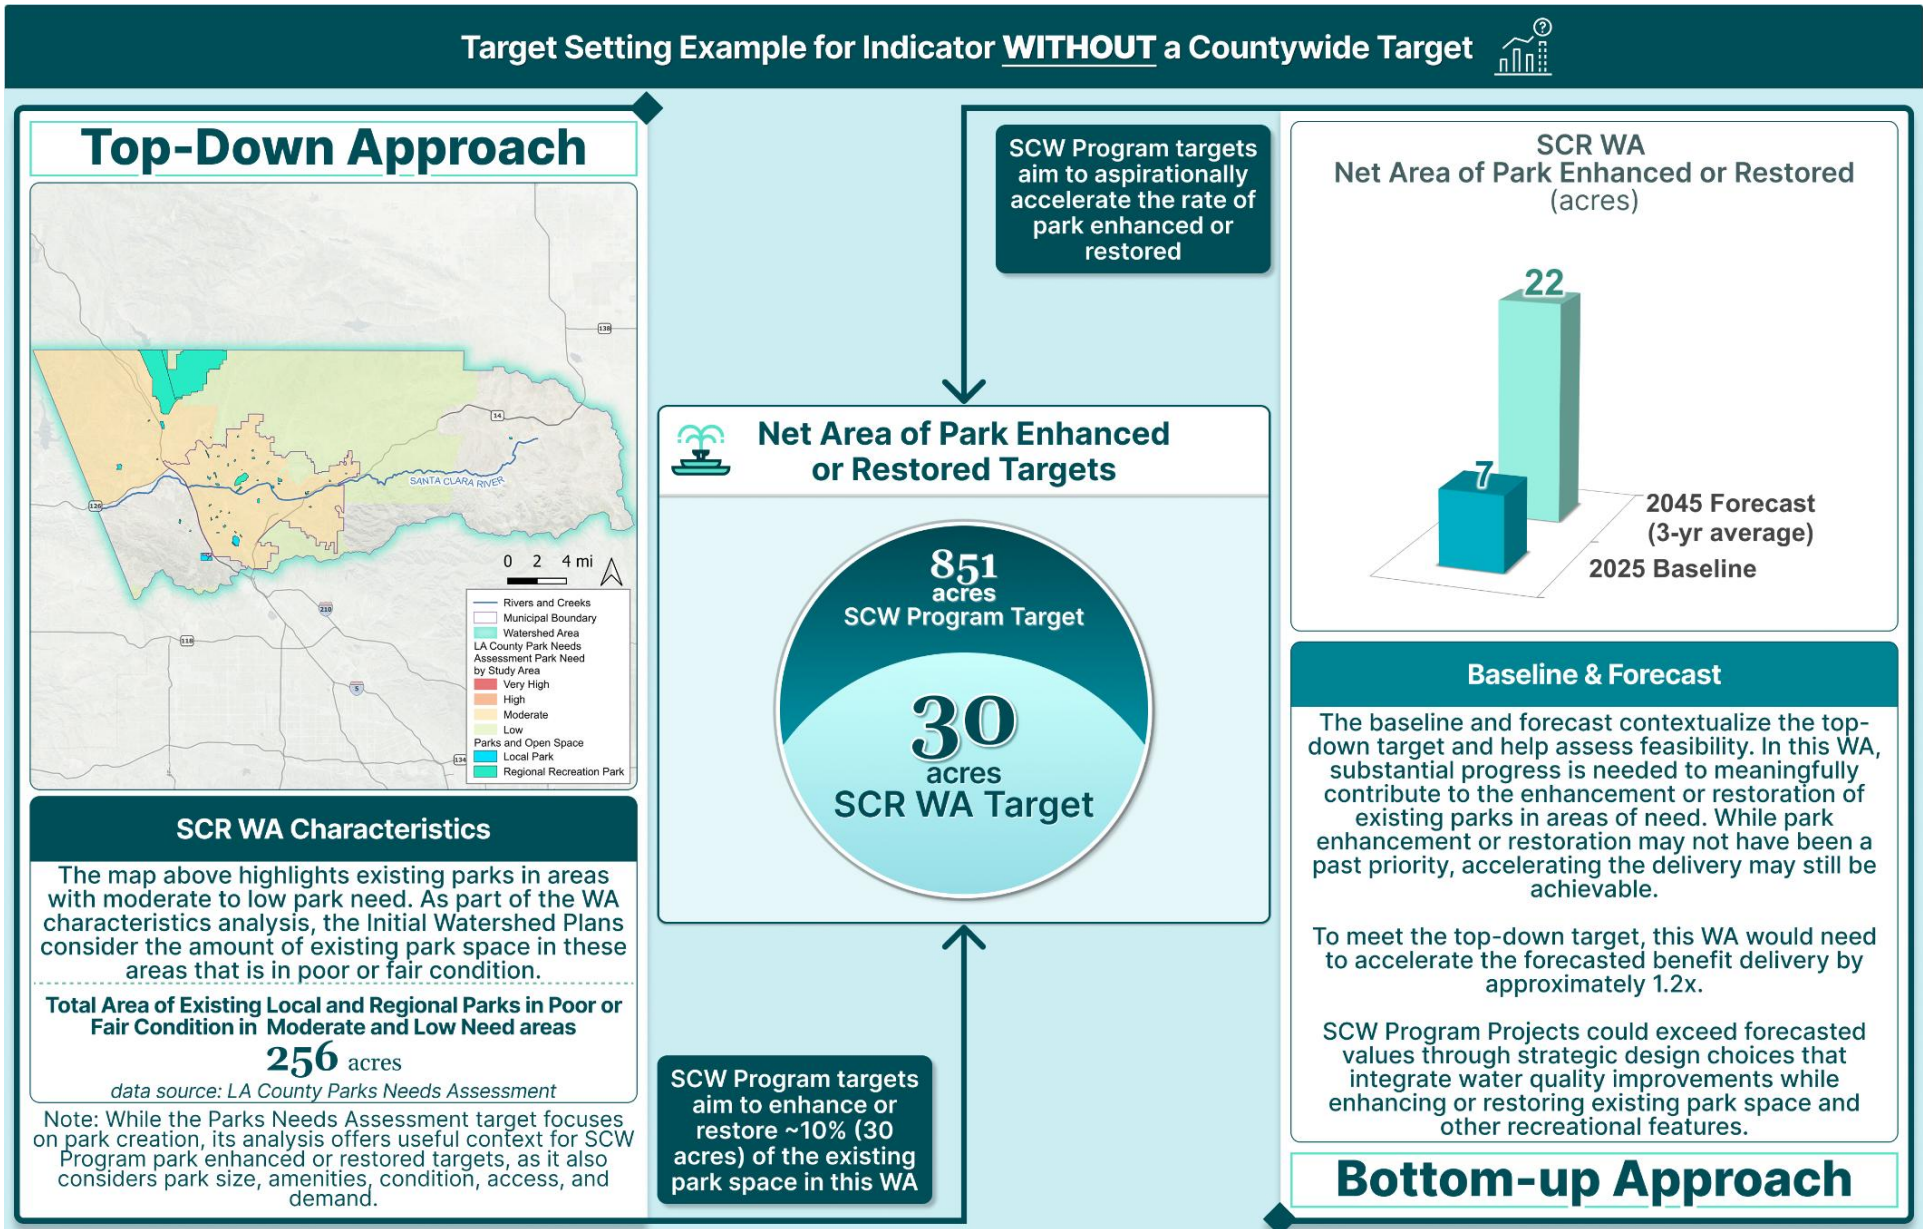 Target Setting Example for Indicator WITHOUT a Countywide Target
?
Top-Down Approach
138
14
SANTA CLARA RIVER
126
0 2 4 mi
210
118
5
134
Rivers and Creeks
Municipal Boundary
Watershed Area
LA County Park Needs
Assessment Park Need
by Study Area
Very High
High
Moderate
Low
Parks and Open Space
Local Park
Regional Recreation Park
SCR WA Characteristics
The map above highlights existing parks in areas
with moderate to low park need. As part of the WA
characteristics analysis, the Initial Watershed Plans
consider the amount of existing park space in these
areas that is in poor or fair condition.
Total Area of Existing Local and Regional Parks in Poor or
Fair Condition in Moderate and Low Need areas
256 acres
data source: LA County Parks Needs Assessment
Note: While the Parks Needs Assessment target focuses
on park creation, its analysis offers useful context for SCW
Program park enhanced or restored targets, as it also
considers park size, amenities, condition, access, and
demand.
SCW Program targets
aim to aspirationally
accelerate the rate of
park enhanced or
restored
Net Area of Park Enhanced
or Restored Targets
851
acres
SCW Program Target
30
acres
SCR WA Target
SCW Program targets
aim to enhance or
restore ~10% (30
acres) of the existing
park space in this WA
SCR WA
Net Area of Park Enhanced or Restored
(acres)
22
7
2045 Forecast
(3-yr average)
2025 Baseline
Baseline & Forecast
The baseline and forecast contextualize the top-
down target and help assess feasibility. In this WA,
substantial progress is needed to meaningfully
contribute to the enhancement or restoration of
existing parks in areas of need. While park
enhancement or restoration may not have been a
past priority, accelerating the delivery may still be
achievable.
To meet the top-down target, this WA would need
to accelerate the forecasted benefit delivery by
approximately 1.2x.
SCW Program Projects could exceed forecasted
values through strategic design choices that
integrate water quality improvements while
enhancing or restoring existing park space and
other recreational features.
Bottom-up Approach